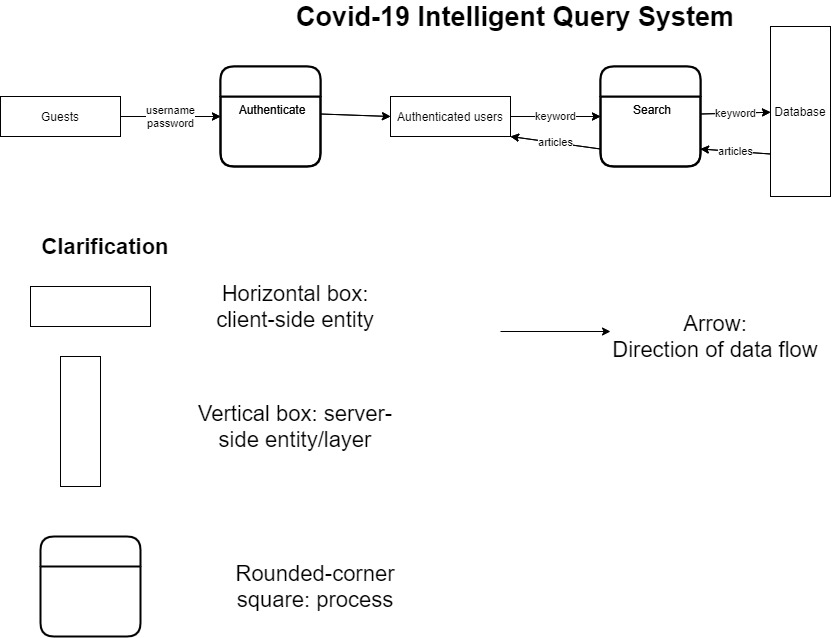 Covid-19 Intelligent Query System
Guests
username
password
Authenticate
Authenticated users
keyword
articles
Search
keyword
articles
Database
Clarification
Horizontal box:
client-side entity
Arrow:
Direction of data flow
Vertical box: server-
side entity/layer
Rounded-corner
square: process